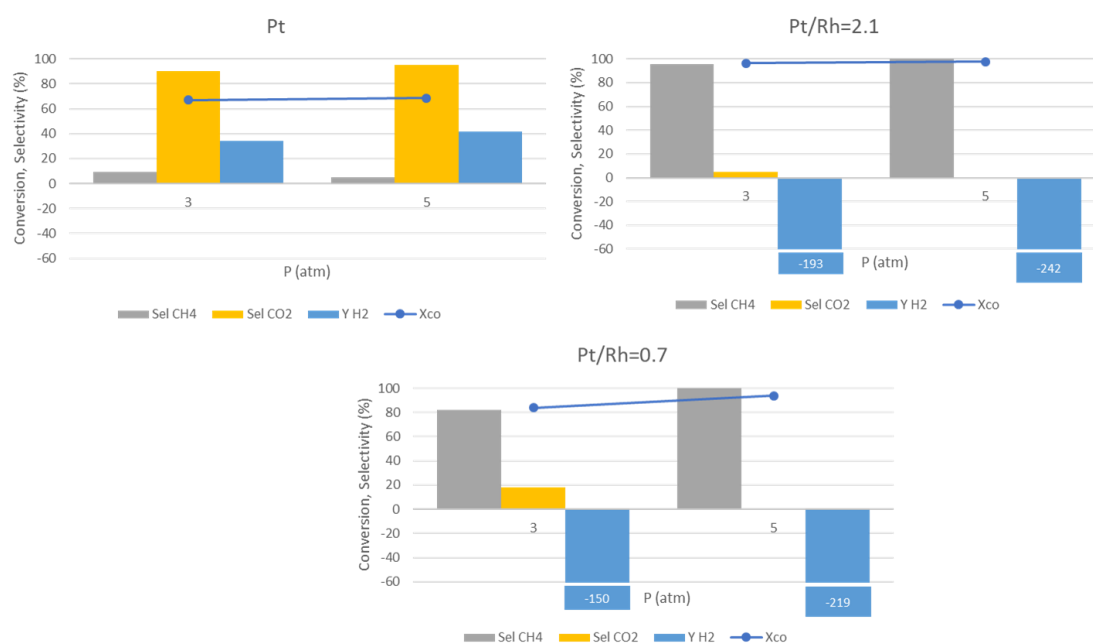 Pt
Conversion, Selectivity (%)
100
80
60
40
20
0
-20
-40
-60
3
5
P (atm)
Sel CH4
Sel CO2
Y H2
Xco
Pt/Rh=2.1
Conversion, Selectivity (%)
100
80
60
40
20
0
-20
-40
-60
3
5
-193
P (atm)
-242
Sel CH4
Sel CO2
Y H2
Xco
Pt/Rh=0.7
Conversion, Selectivity (%)
100
80
60
40
20
0
-20
-40
-60
3
5
-150
P (atm)
-219
Sel CH4
Sel CO2
Y H2
Xco